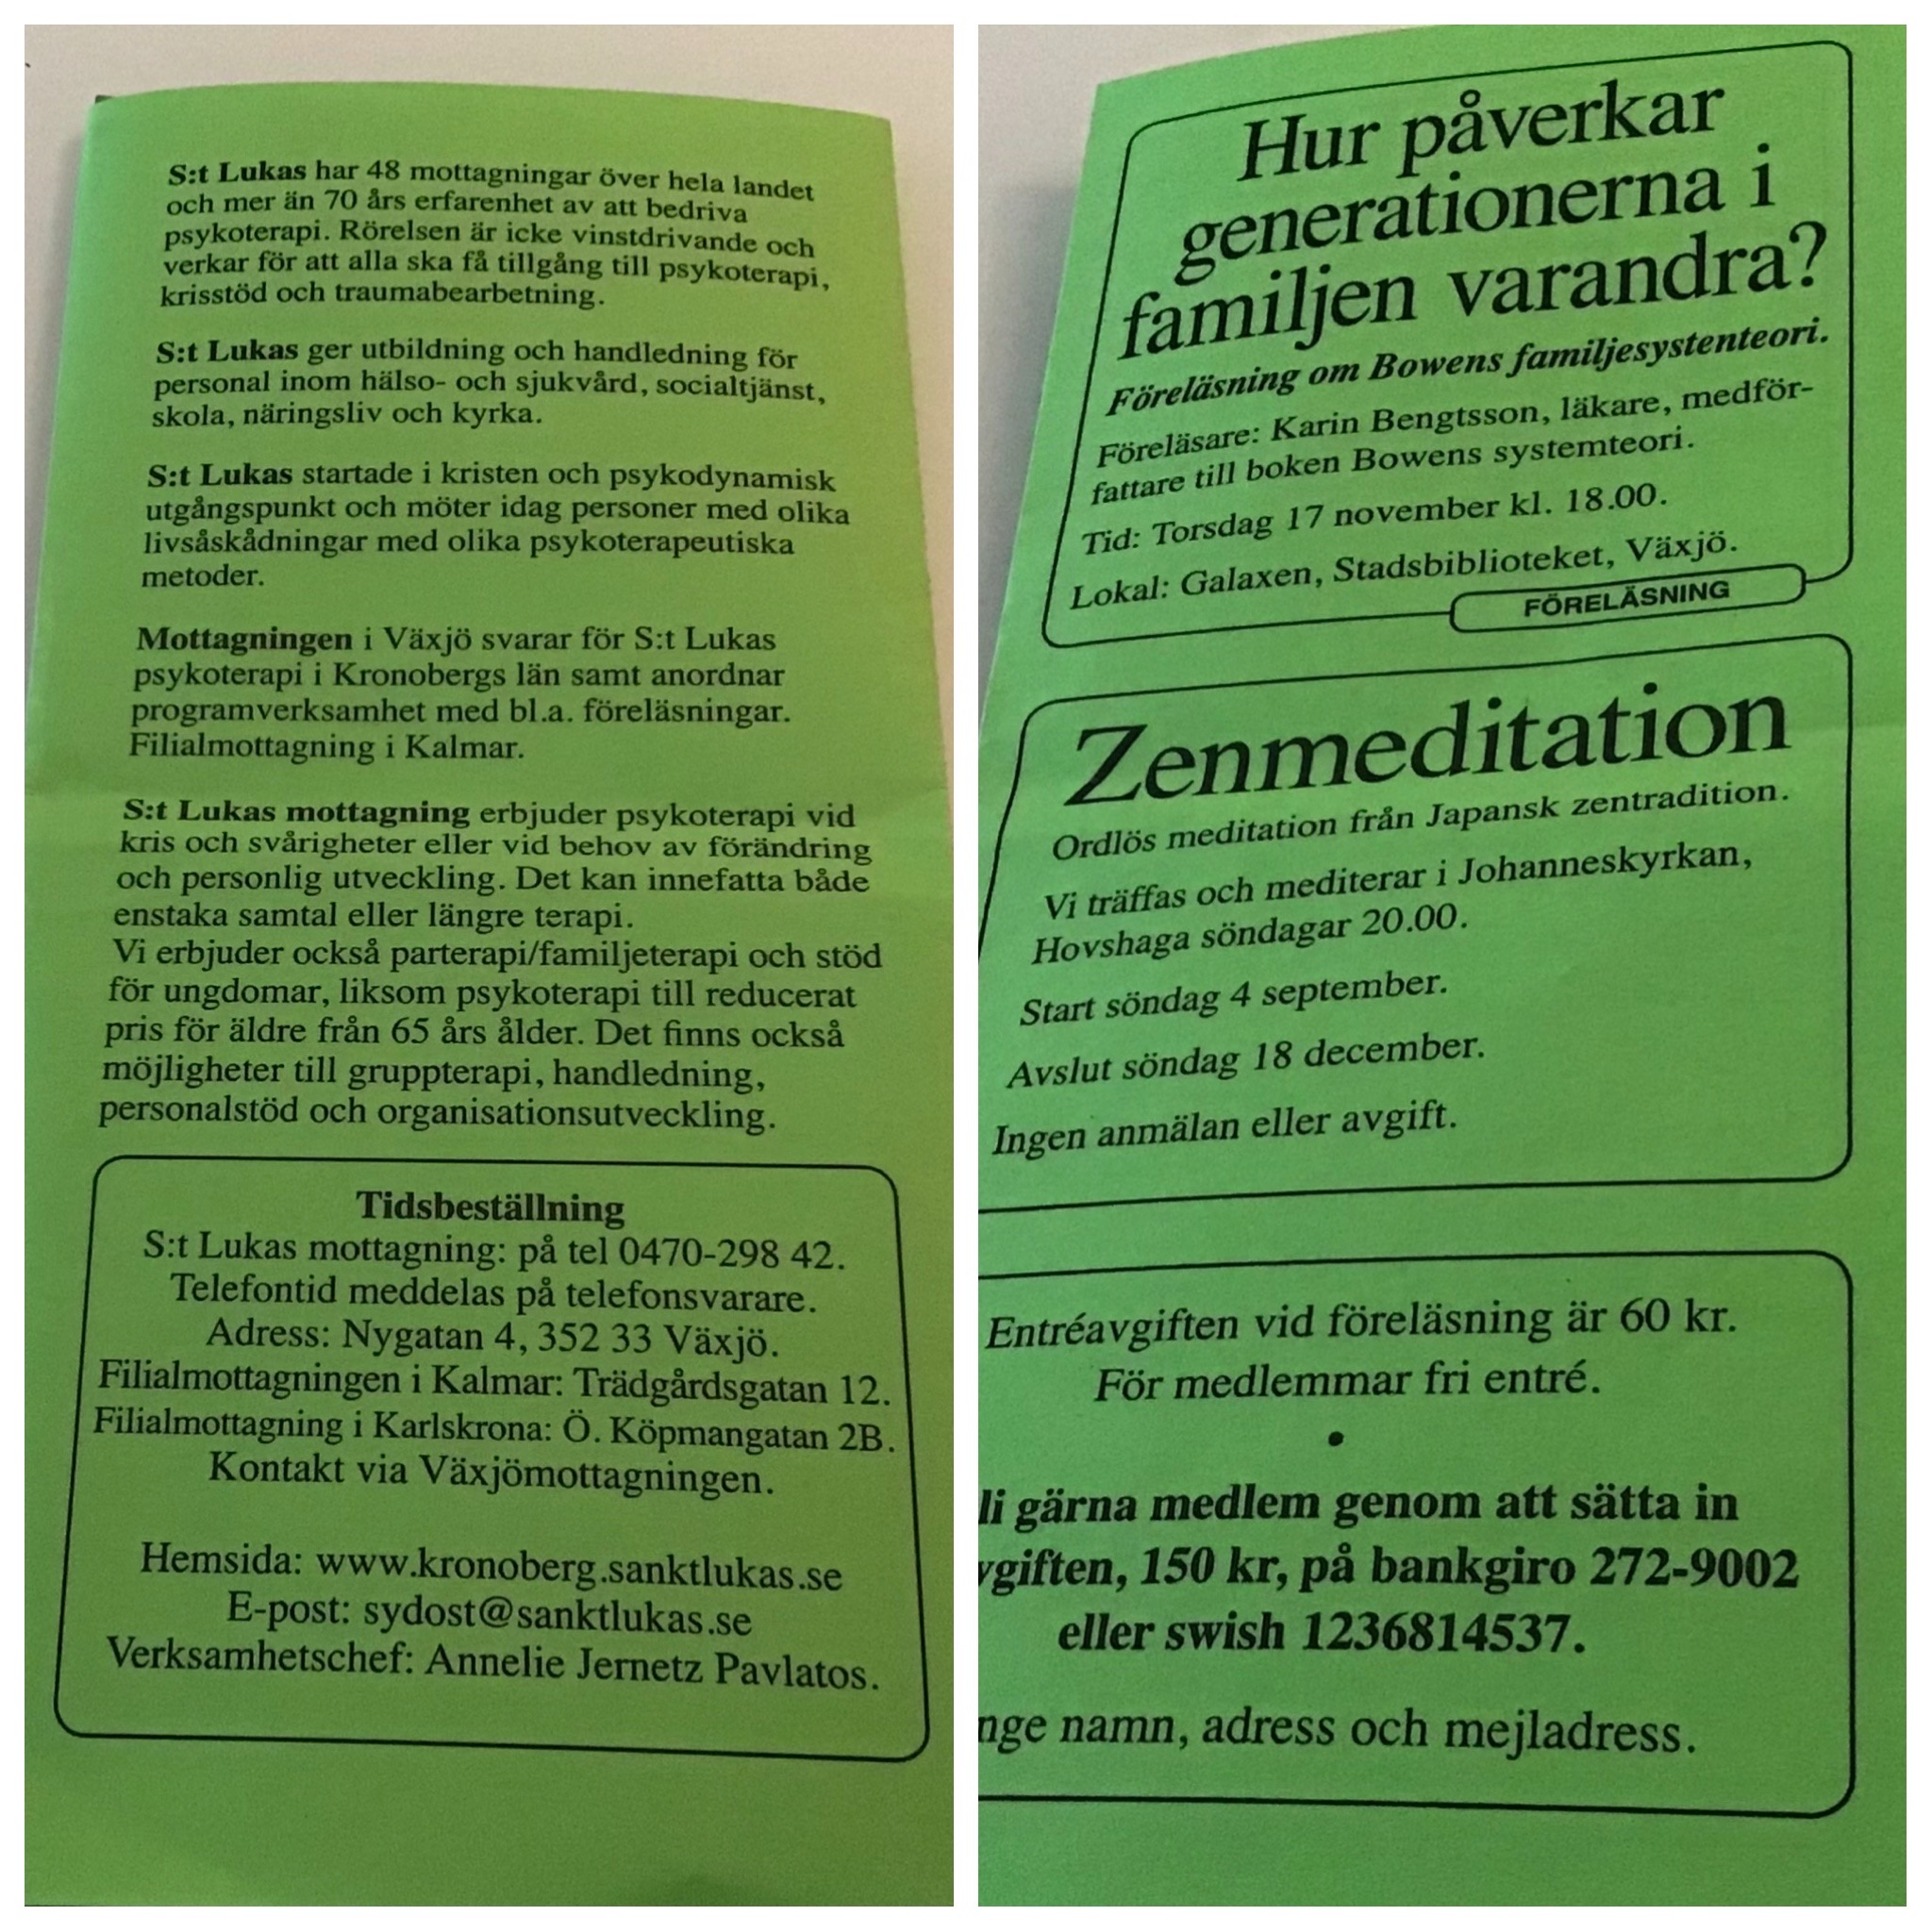 S:t Lukas har 48 mottagningar över hela landet
och mer än 70 års erfarenhet av att bedriva
psykoterapi. Rörelsen är icke vinstdrivande och
verkar för att alla ska få tillgång till psykoterapi,
krisstöd och traumabearbetning.
S:t Lukas ger utbildning och handledning för
personal inom hälso- och sjukvård, socialtjänst,
skola, näringsliv och kyrka.
S:t Lukas startade i kristen och psykodynamisk
utgångspunkt och möter idag personer med olika
livsåskådningar med olika psykoterapeutiska
metoder.
Mottagningen i Växjö svarar för S:t Lukas
psykoterapi i Kronobergs län samt anordnar
programverksamhet med bl.a. föreläsningar.
Filialmottagning i Kalmar.
S:t Lukas mottagning erbjuder psykoterapi vid
kris och svårigheter eller vid behov av förändring
och personlig utveckling. Det kan innefatta både
enstaka samtal eller längre terapi.
Vi erbjuder också parterapi/familjeterapi och stöd
för ungdomar, liksom psykoterapi till reducerat
pris för äldre från 65 års ålder. Det finns också
möjligheter till gruppterapi, handledning,
personalstöd och organisationsutveckling.
Tidsbeställning
S:t Lukas mottagning: på tel 0470-298 42.
Telefontid meddelas på telefonsvarare.
Adress: Nygatan 4, 352 33 Växjö.
Filialmottagningen i Kalmar: Trädgårdsgatan 12.
Filialmottagning i Karlskrona: Ö. Köpmangatan 2B.
Kontakt via Växjömottagningen.
Hemsida: www.kronoberg.sanktlukas.se
E-post: sydost@sanktlukas.se
Verksamhetschef: Annelie Jernetz Pavlatos.
Hur påverkar
generationerna i
familjen varandra?
Föreläsning om Bowens familjesystenteori.
Föreläsare: Karin Bengtsson, läkare, medför-
fattare till boken Bowens systemteori.
Tid: Torsdag 17 november kl. 18.00.
Lokal: Galaxen, Stadsbiblioteket, Växjö.
FÖRELÄSNING
Zenmeditation
Ordlös meditation från Japansk zentradition.
Vi träffas och mediterar i Johanneskyrkan,
Hovshaga söndagar 20.00.
Start söndag 4 september.
Avslut söndag 18 december.
Ingen anmälan eller avgift.
Entréavgiften vid föreläsning är 60 kr.
För medlemmar fri entré.
•
li gärna medlem genom att sätta in
vgiften, 150 kr, på bankgiro 272-9002
eller swish 1236814537.
nge namn, adress och mejladress.